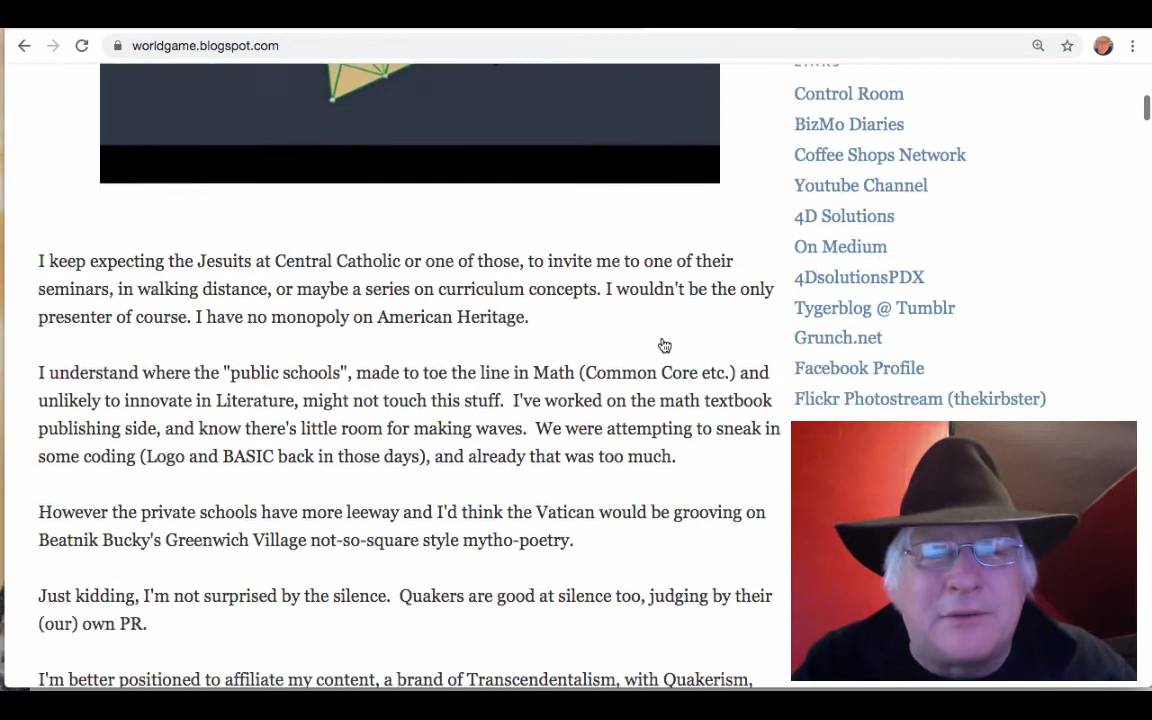 worldgame.blogspot.com
I keep expecting the Jesuits at Central Catholic or one of those, to invite me to one of their
seminars, in walking distance, or maybe a series on curriculum concepts. I wouldn't be the only
presenter of course. I have no monopoly on American Heritage.
I understand where the "public schools", made to toe the line in Math (Common Core etc.) and
unlikely to innovate in Literature, might not touch this stuff.  I've worked on the math textbook
publishing side, and know there's little room for making waves.  We were attempting to sneak in
some coding (Logo and BASIC back in those days), and already that was too much.
However the private schools have more leeway and I'd think the Vatican would be grooving on
Beatnik Bucky's Greenwich Village not-so-square style mytho-poetry.
Just kidding, I'm not surprised by the silence.  Quakers are good at silence too, judging by their
(our) own PR.
I'm better positioned to affiliate my content, a brand of Transcendentalism, with Quakerism,
LINKS
Control Room
BizMo Diaries
Coffee Shops Network
Youtube Channel
4D Solutions
On Medium
4DsolutionsPDX
Tygerblog @ Tumblr
Grunch.net
Facebook Profile
Flickr Photostream (thekirbster)